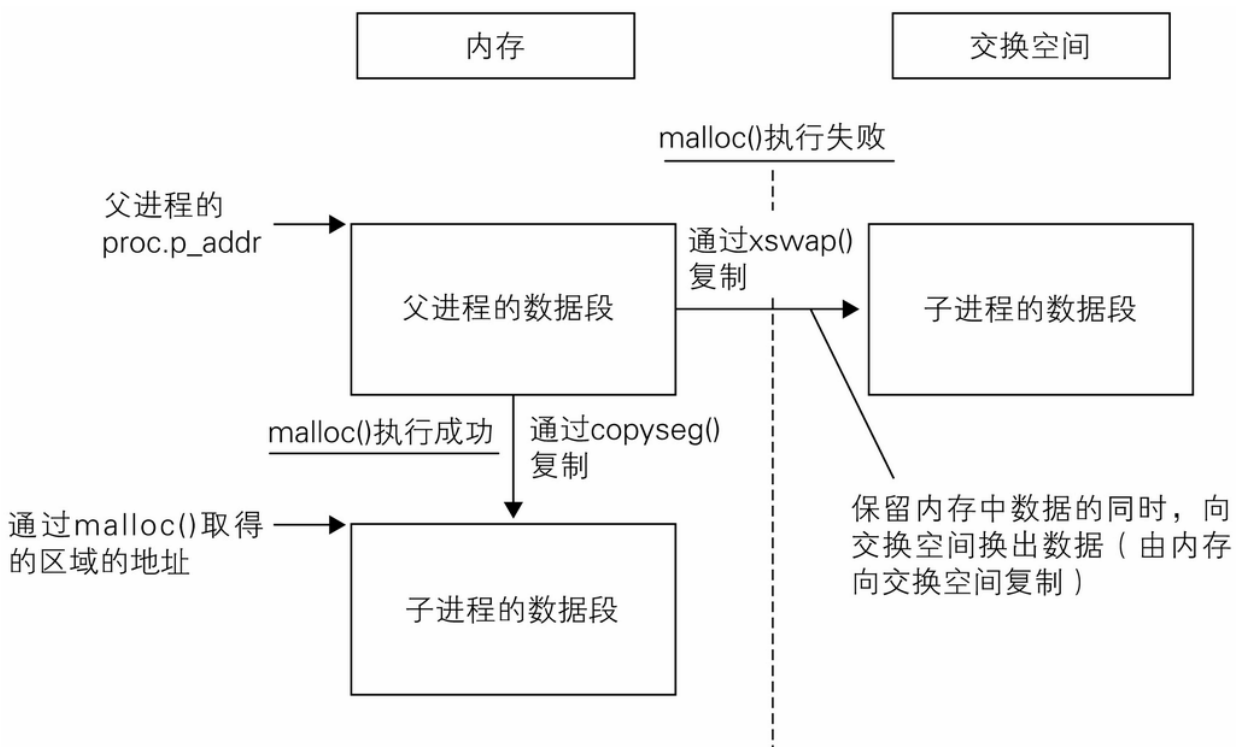 内存
交换空间
malloc()执行失败
父进程的
proc.p_addr
通过xswap()
复制
父进程的数据段
子进程的数据段
malloc()执行成功
通过copyseg()
复制
通过malloc()取得
的区域的地址
子进程的数据段
保留内存中数据的同时，向
交换空间换出数据（由内存
向交换空间复制）